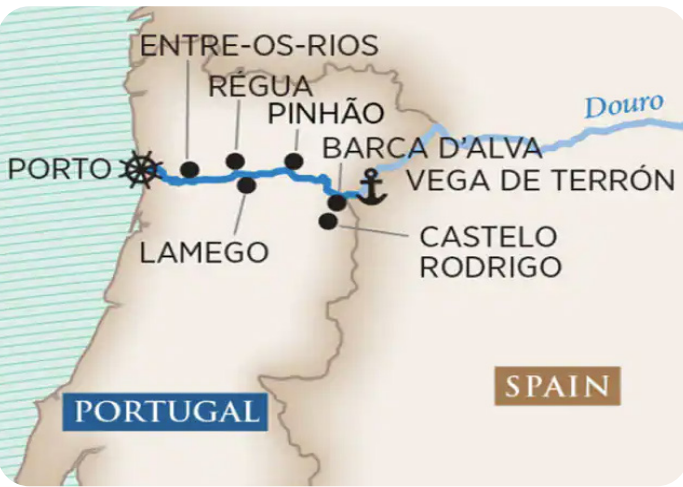 ENTRE-OS-RIOS
RÉGUA
PINHÃO
Douro
BARCA D'ALVA
PORTO
VEGA DE TERRÓN
LAMEGO
CASTELO
RODRIGO
SPAIN
PORTUGAL